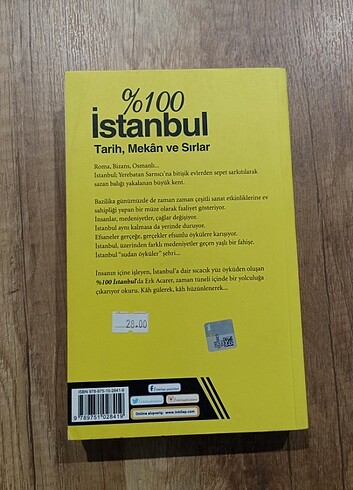 %100
İstanbul
Tarih, Mekân ve Sırlar
Roma, Bizans, Osmanlı...
İstanbul; Yerebatan Sarnıcı'na bitişik evlerden sepet sarkıtılarak
sazan balığı yakalanan büyük kent.
Bazilika günümüzde de zaman zaman çeşitli sanat etkinliklerine ev
sahipliği yapan bir müze olarak faaliyet gösteriyor.
İnsanlar, medeniyetler, çağlar değişiyor.
İstanbul aynı kalmasa da yerinde duruyor.
Efsaneler gerçeğe, gerçekler efsunlu öykülere karışıyor.
İstanbul, üzerinden farklı medeniyetler geçen yaşlı bir fahişe.
İstanbul "sudan öyküler" şehri...
İnsanın içine işleyen, İstanbul'a dair sıcacık yüz öyküden oluşan
%100 İstanbul'da Erk Acarer, zaman tüneli içinde bir yolculuğa
çıkarıyor okuru. Kâh gülerek, kâh hüzünlenerek...
28.00
ISBN 978-975-10-2841-9
9 789751 028419
Online alışveriş: www.inkilap.com